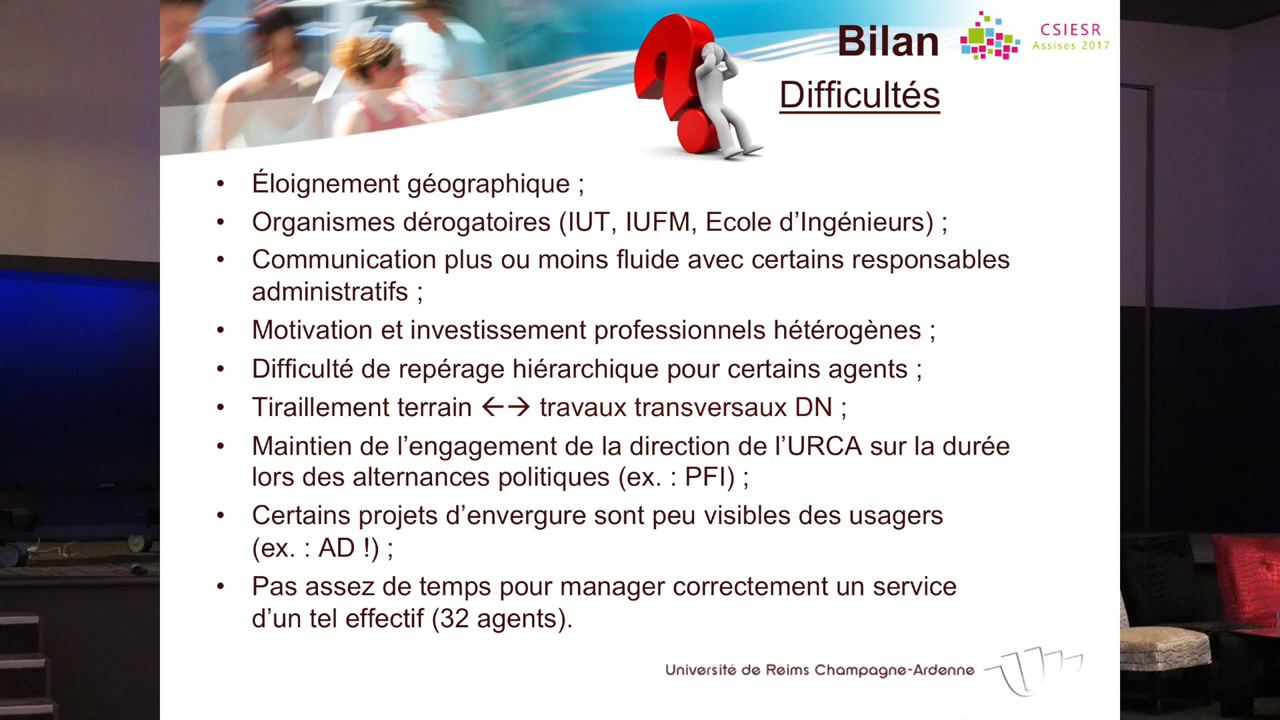 Bilan
CSIESR
Assises 2017
Difficultés
• Éloignement géographique ;
• Organismes dérogatoires (IUT, IUFM, Ecole d’Ingénieurs) ;
• Communication plus ou moins fluide avec certains responsables
administratifs ;
• Motivation et investissement professionnels hétérogènes ;
• Difficulté de repérage hiérarchique pour certains agents ;
• Tiraillement terrain ←→ travaux transversaux DN ;
• Maintien de l’engagement de la direction de l’URCA sur la durée
lors des alternances politiques (ex. : PFI) ;
• Certains projets d’envergure sont peu visibles des usagers
(ex. : AD !) ;
• Pas assez de temps pour manager correctement un service
d’un tel effectif (32 agents).
Université de Reims Champagne-Ardenne